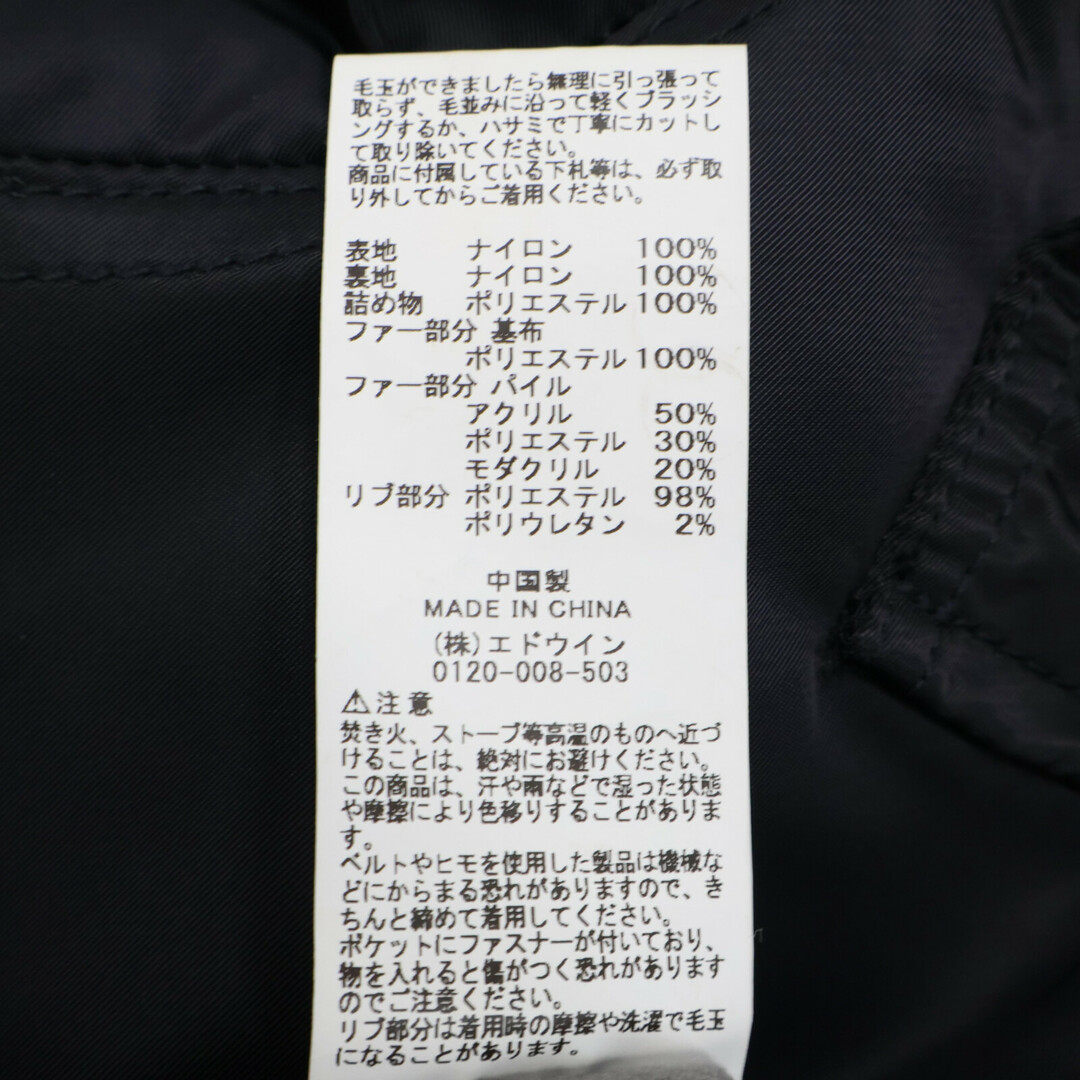 毛玉ができましたら無理に引っ張って
取らず、毛並みに沿って軽くブラッシ
ングするか、ハサミで丁寧にカットし
て取り除いてください。
商品に付属している下札等は、必ず取
り外してからご着用ください。
表地 ナイロン 100%
裏地 ナイロン 100%
詰め物 ポリエステル 100%
ファー部分 基布
ポリエステル 100%
ファー部分 パイル
アクリル 50%
ポリエステル 30%
モダクリル 20%
リブ部分 ポリエステル 98%
ポリウレタン 2%
中国製
MADE IN CHINA
(株)エドウイン
0120-008-503
⚠注意
焚き火、ストーブ等高温のものへ近づ
けることは、絶対にお避けください。
この商品は、汗や雨などで湿った状態
や摩擦により色移りすることがありま
す。
ベルトやヒモを使用した製品は機械な
どにからまる恐れがありますので、き
ちんと締めて着用してください。
ポケットにファスナーが付いており、
物を入れると傷がつく恐れがあります
のでご注意ください。
リブ部分は着用時の摩擦や洗濯で毛玉
になることがあります。